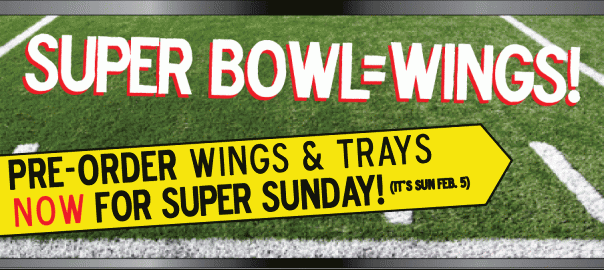 SUPER BOWL=WINGS!
PRE-ORDER WINGS & TRAYS
NOW FOR SUPER SUNDAY! (IT'S SUN FEB. 5)